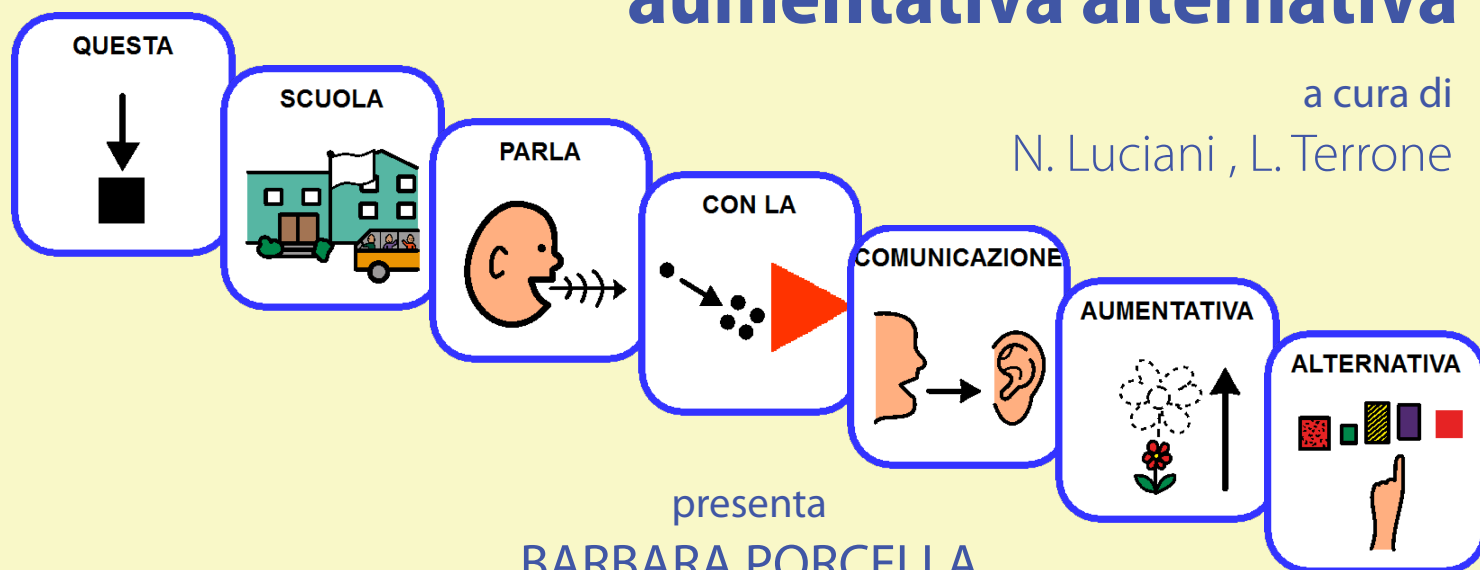 aumentativa alternativa
QUESTA
SCUOLA
PARLA
CON LA
COMUNICAZIONE
AUMENTATIVA
ALTERNATIVA
a cura di
N. Luciani , L. Terrone
presenta
BARBARA PORCELLA